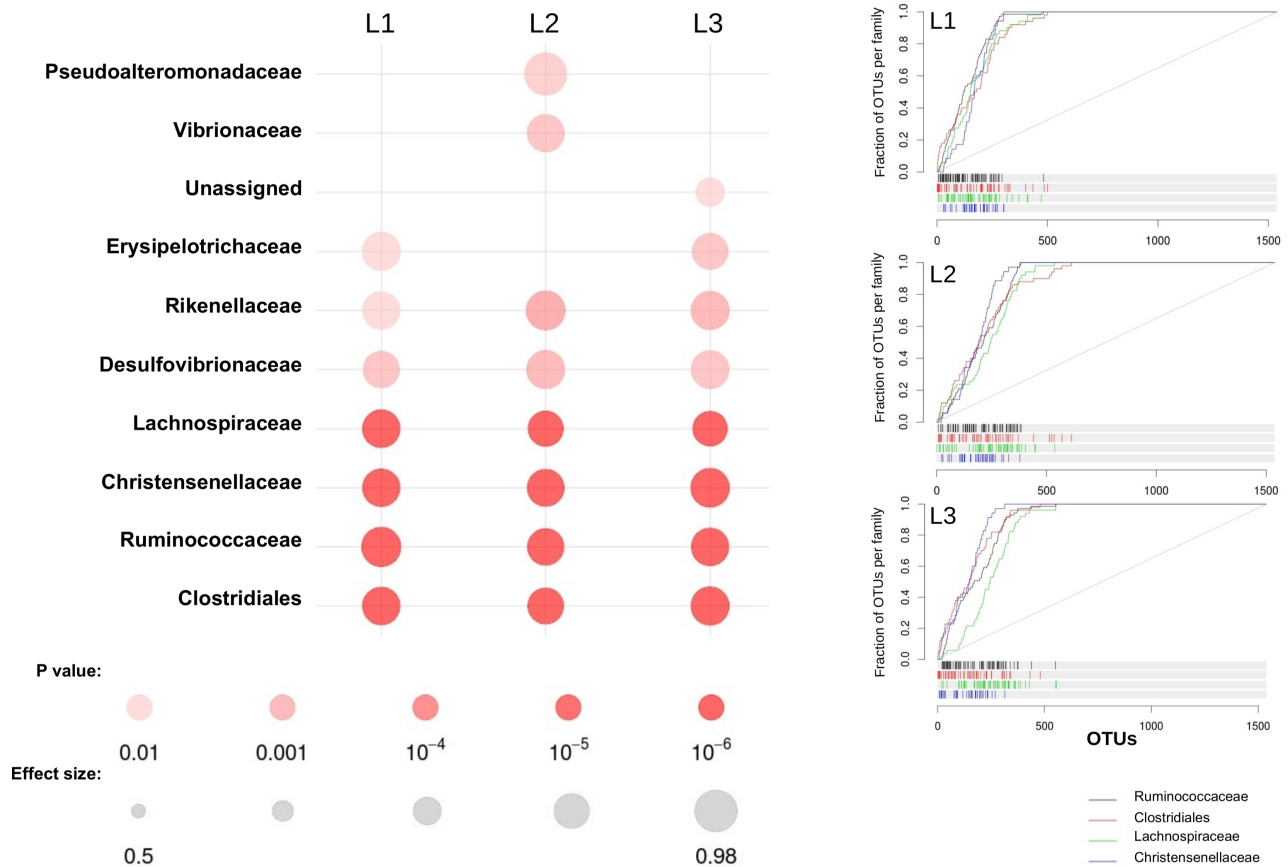 L1 L2 L3
Pseudoalteromonadaceae
Vibrionaceae
Unassigned
Erysipelotrichaceae
Rikenellaceae
Desulfovibrionaceae
Lachnospiraceae
Christensenellaceae
Ruminococcaceae
Clostridiales
P value:
0.01 0.001 10⁻⁴ 10⁻⁵ 10⁻⁶
Effect size:
0.5 0.98
L1
Fraction of OTUs per family
1.0
0.8
0.6
0.4
0.2
0.0
0 500 1000 1500
L2
Fraction of OTUs per family
1.0
0.8
0.6
0.4
0.2
0.0
0 500 1000 1500
L3
Fraction of OTUs per family
1.0
0.8
0.6
0.4
0.2
0.0
0 500 1000 1500
OTUs
Ruminococcaceae
Clostridiales
Lachnospiraceae
Christensenellaceae